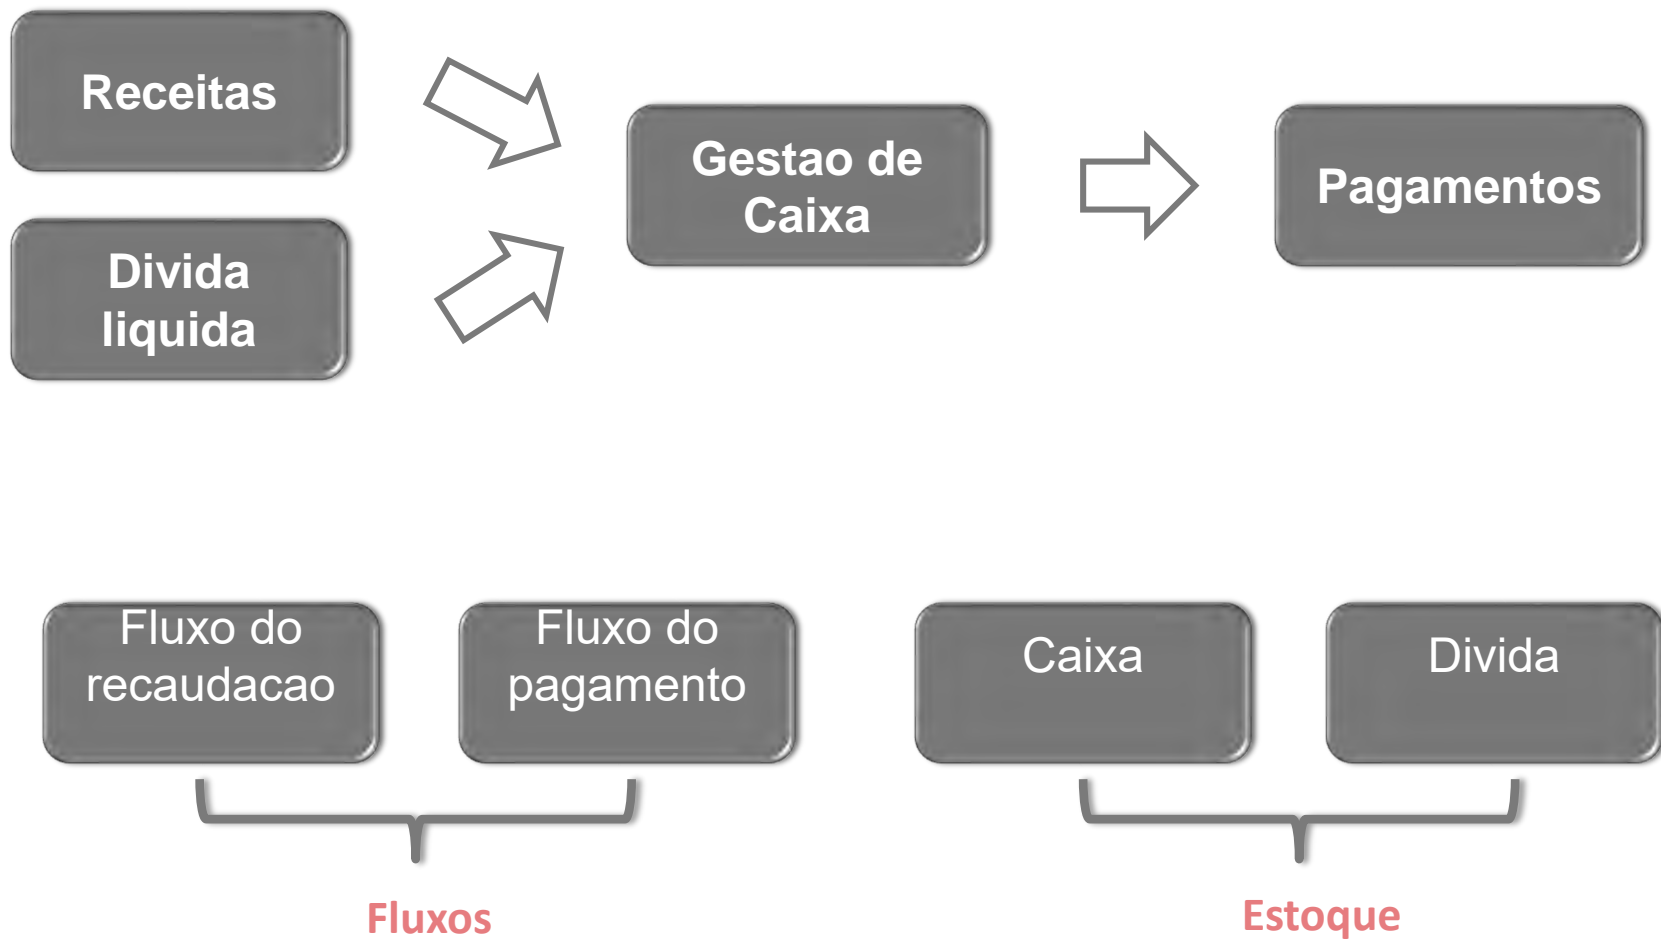 Receitas
Divida
liquida
Gestao de
Caixa
Pagamentos
Fluxo do
recaudacao
Fluxo do
pagamento
Caixa
Divida
Fluxos
Estoque